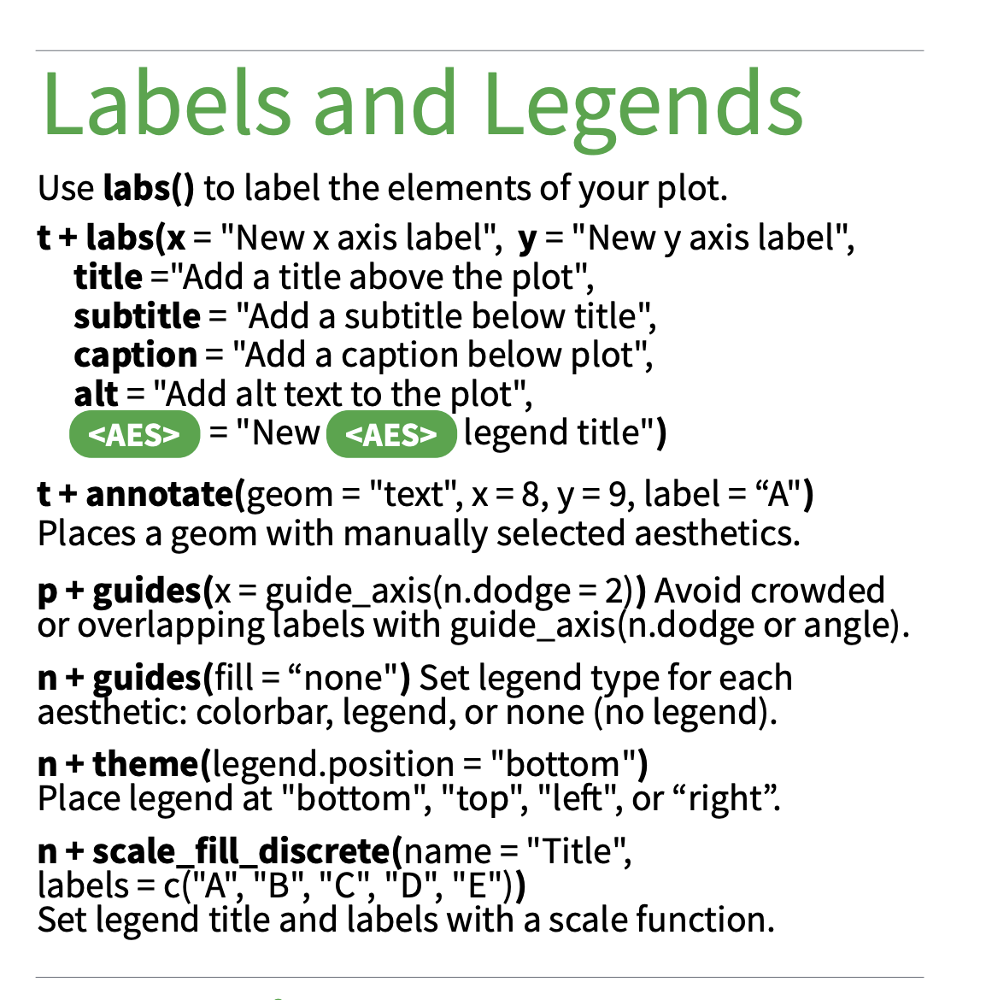 Labels and Legends
Use labs() to label the elements of your plot.
t + labs(x = "New x axis label", y = "New y axis label",
title ="Add a title above the plot",
subtitle = "Add a subtitle below title",
caption = "Add a caption below plot",
alt = "Add alt text to the plot",
<AES> = "New <AES> legend title")
t + annotate(geom = "text", x = 8, y = 9, label = “A")
Places a geom with manually selected aesthetics.
p + guides(x = guide_axis(n.dodge = 2)) Avoid crowded
or overlapping labels with guide_axis(n.dodge or angle).
n + guides(fill = “none") Set legend type for each
aesthetic: colorbar, legend, or none (no legend).
n + theme(legend.position = "bottom")
Place legend at "bottom", "top", "left", or “right”.
n + scale_fill_discrete(name = "Title",
labels = c("A", "B", "C", "D", "E"))
Set legend title and labels with a scale function.